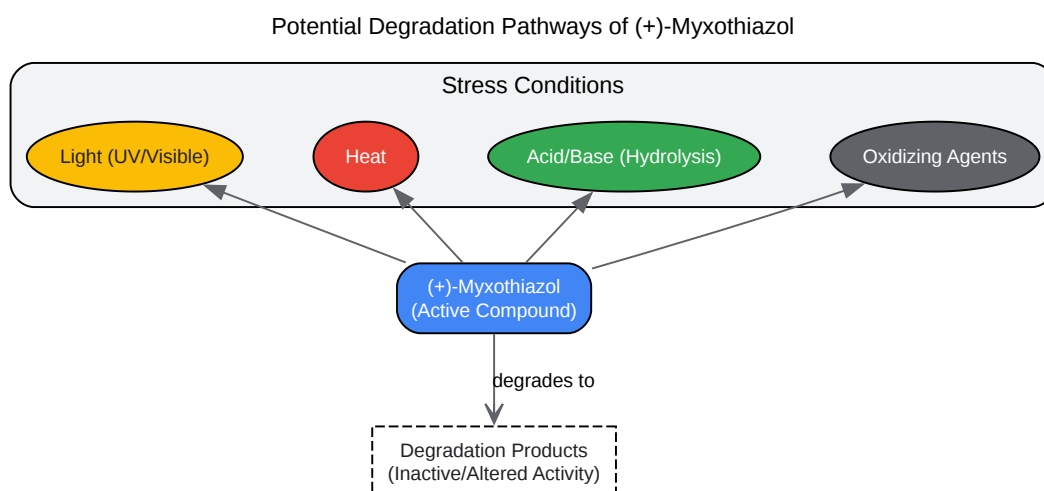 Potential Degradation Pathways of (+)-Myxothiazol
Stress Conditions
Light (UV/Visible)
Heat
Acid/Base (Hydrolysis)
Oxidizing Agents
(+)-Myxothiazol
(Active Compound)
degrades to
Degradation Products
(Inactive/Altered Activity)